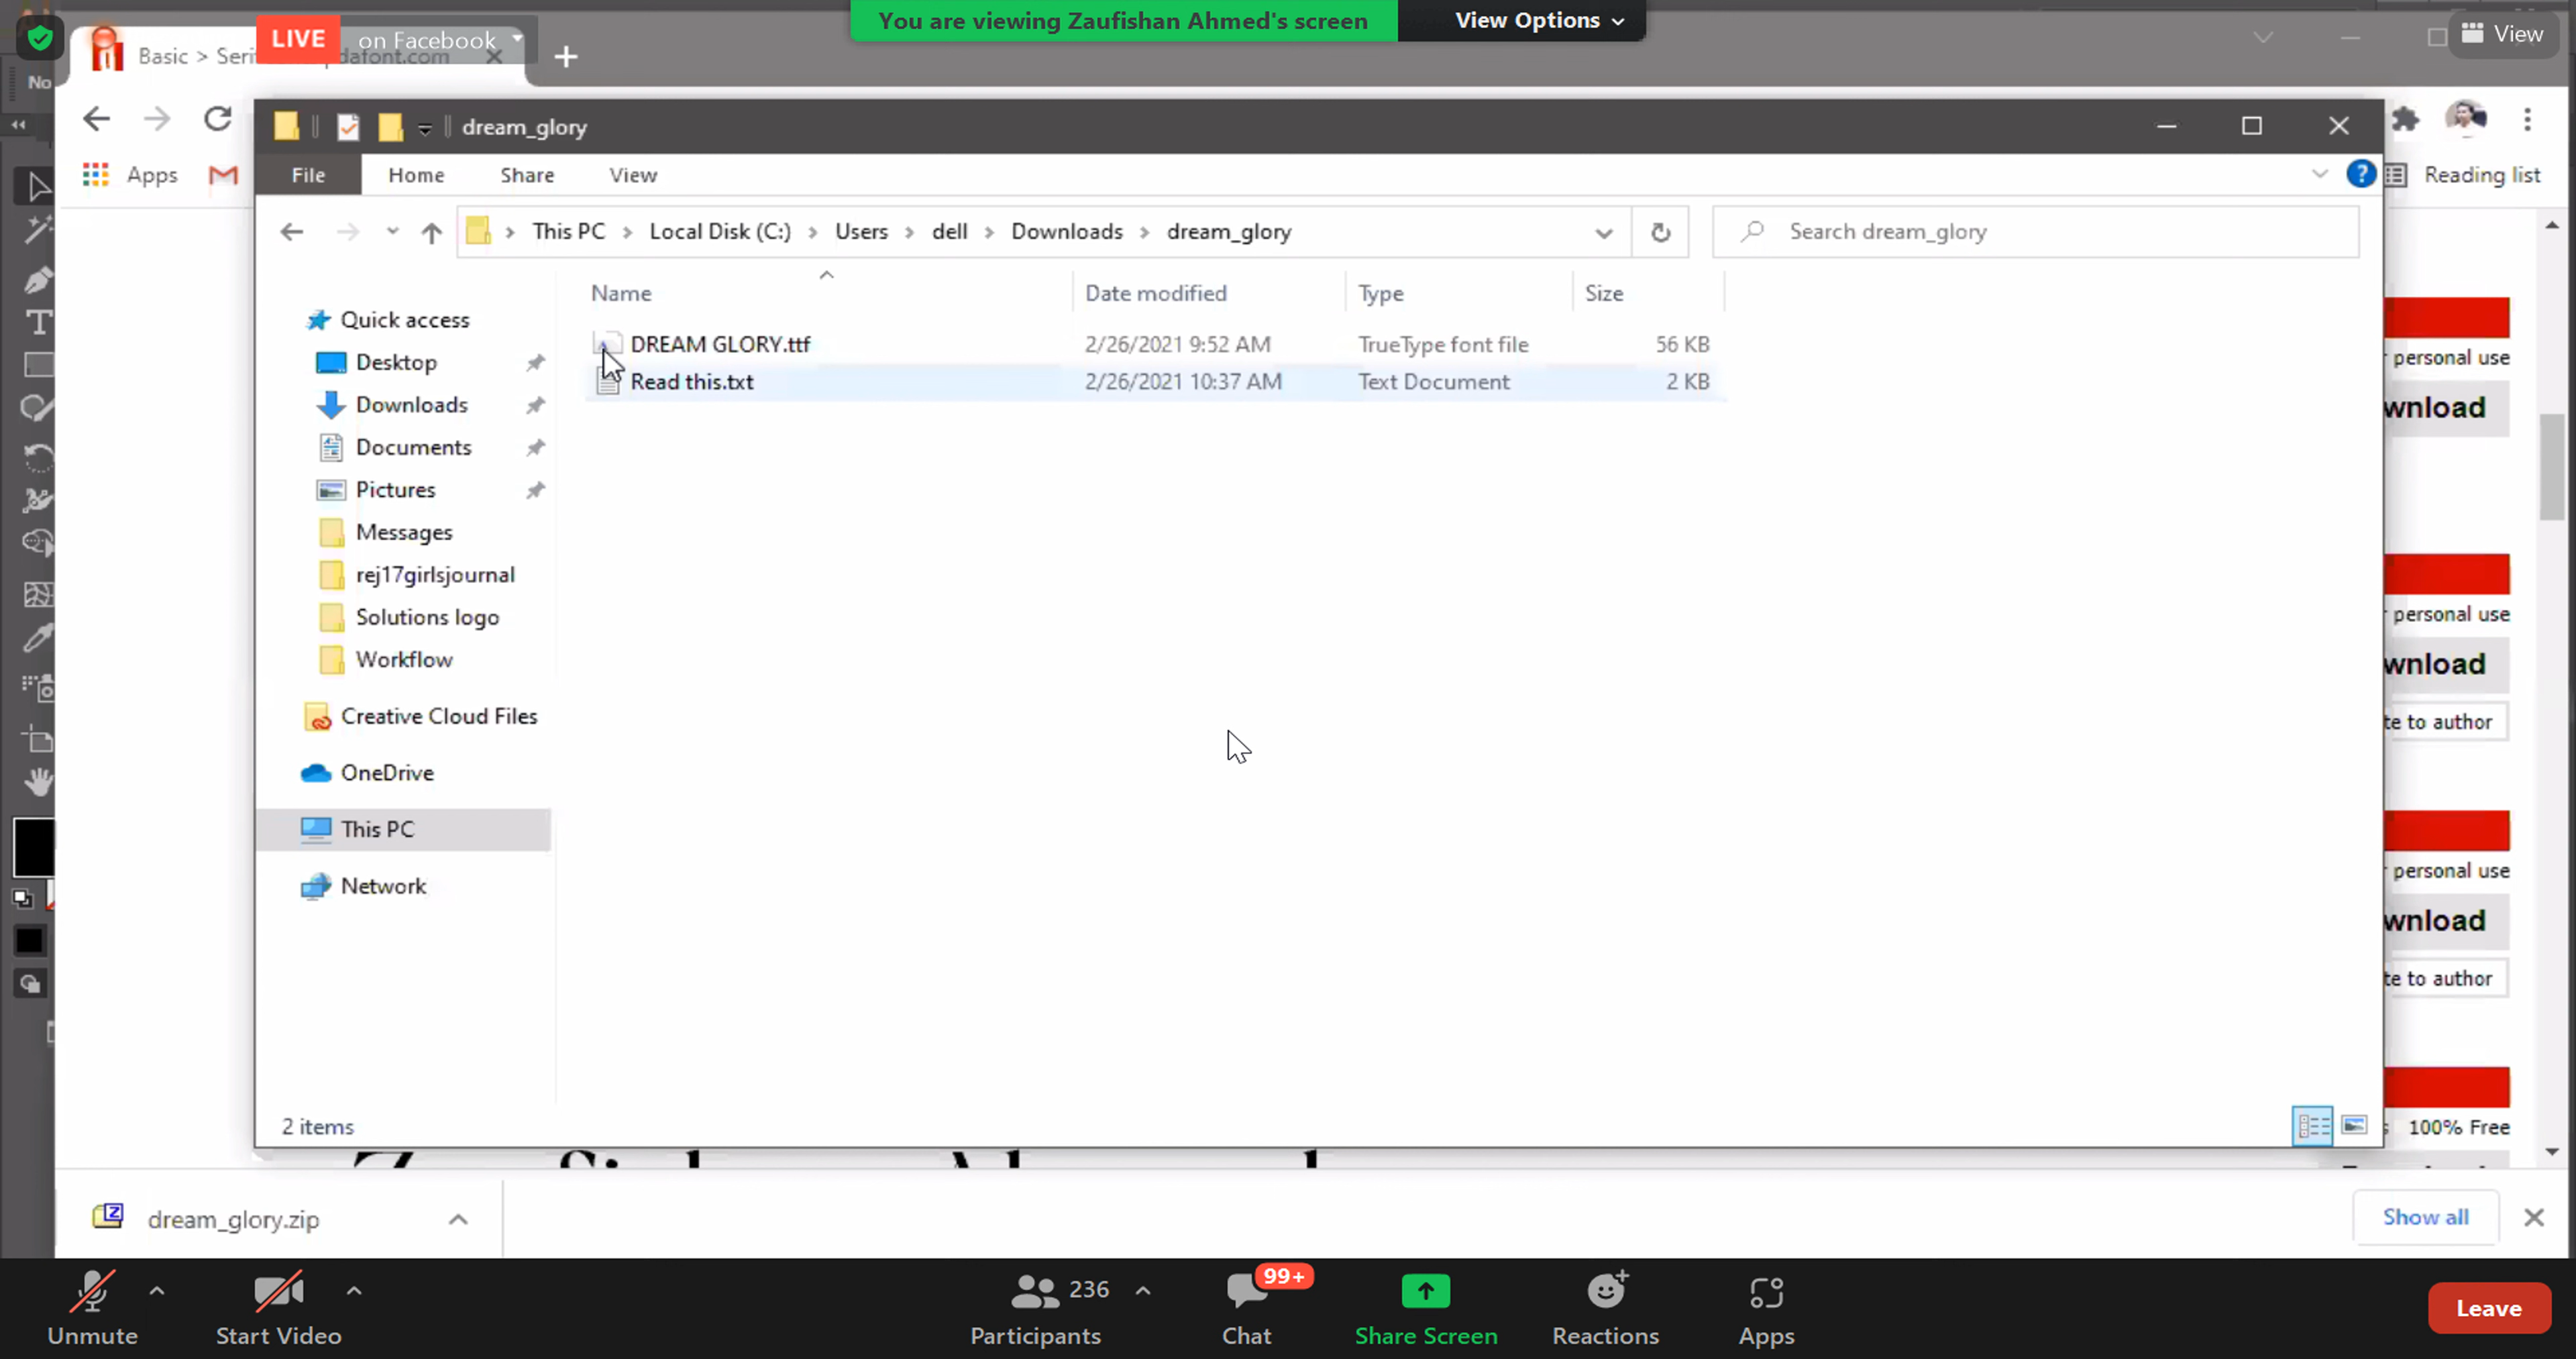 You are viewing Zaufishan Ahmed's screen
View Options
View
LIVE
on Facebook
Basic > Seri
dafont.com
No
Apps
Reading list
dream_glory
File
Home
Share
View
This PC > Local Disk (C:) > Users > dell > Downloads > dream_glory
Search dream_glory
Name
Date modified
Type
Size
DREAM GLORY.ttf
2/26/2021 9:52 AM
TrueType font file
56 KB
Read this.txt
2/26/2021 10:37 AM
Text Document
2 KB
Quick access
Desktop
Downloads
Documents
Pictures
Messages
rej17girlsjournal
Solutions logo
Workflow
Creative Cloud Files
OneDrive
This PC
Network
2 items
personal use
wnload
personal use
wnload
te to author
personal use
wnload
te to author
100% Free
dream_glory.zip
Show all
Unmute
Start Video
236
Participants
99+
Chat
Share Screen
Reactions
Apps
Leave